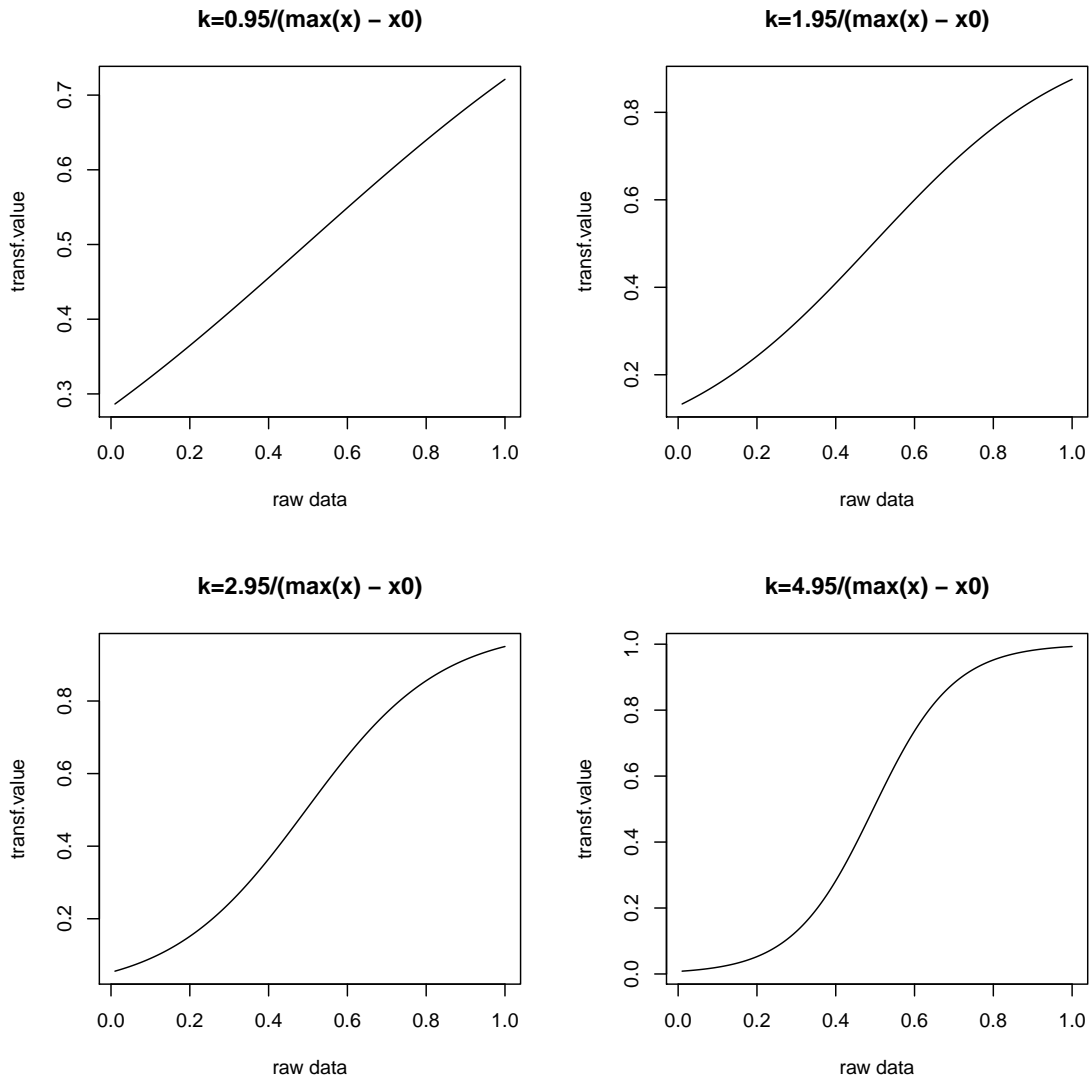 k=0.95/(max(x) − x0)
0.7
0.6
0.5
0.4
0.3
transf.value
0.0 0.2 0.4 0.6 0.8 1.0
raw data
k=1.95/(max(x) − x0)
0.8
0.6
0.4
0.2
transf.value
0.0 0.2 0.4 0.6 0.8 1.0
raw data
k=2.95/(max(x) − x0)
0.8
0.6
0.4
0.2
transf.value
0.0 0.2 0.4 0.6 0.8 1.0
raw data
k=4.95/(max(x) − x0)
1.0
0.8
0.6
0.4
0.2
0.0
transf.value
0.0 0.2 0.4 0.6 0.8 1.0
raw data